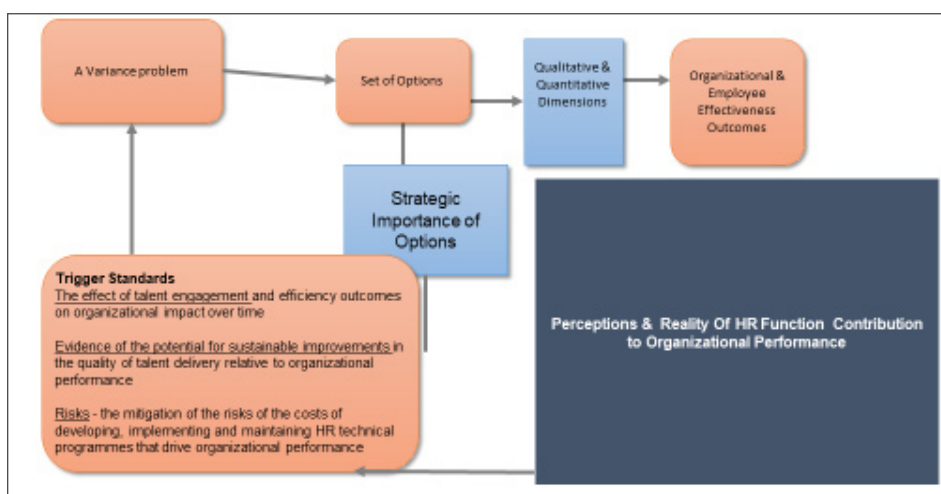 A Variance problem
Set of Options
Qualitative &
Quantitative
Dimensions
Organizational &
Employee
Effectiveness
Outcomes
Strategic
Importance of
Options
Trigger Standards
The effect of talent engagement and efficiency outcomes
on organizational impact over time
Evidence of the potential for sustainable improvements in
the quality of talent delivery relative to organizational
performance
Risks - the mitigation of the risks of the costs of
developing, implementing and maintaining HR technical
programmes that drive organizational performance
Perceptions & Reality Of HR Function Contribution
to Organizational Performance